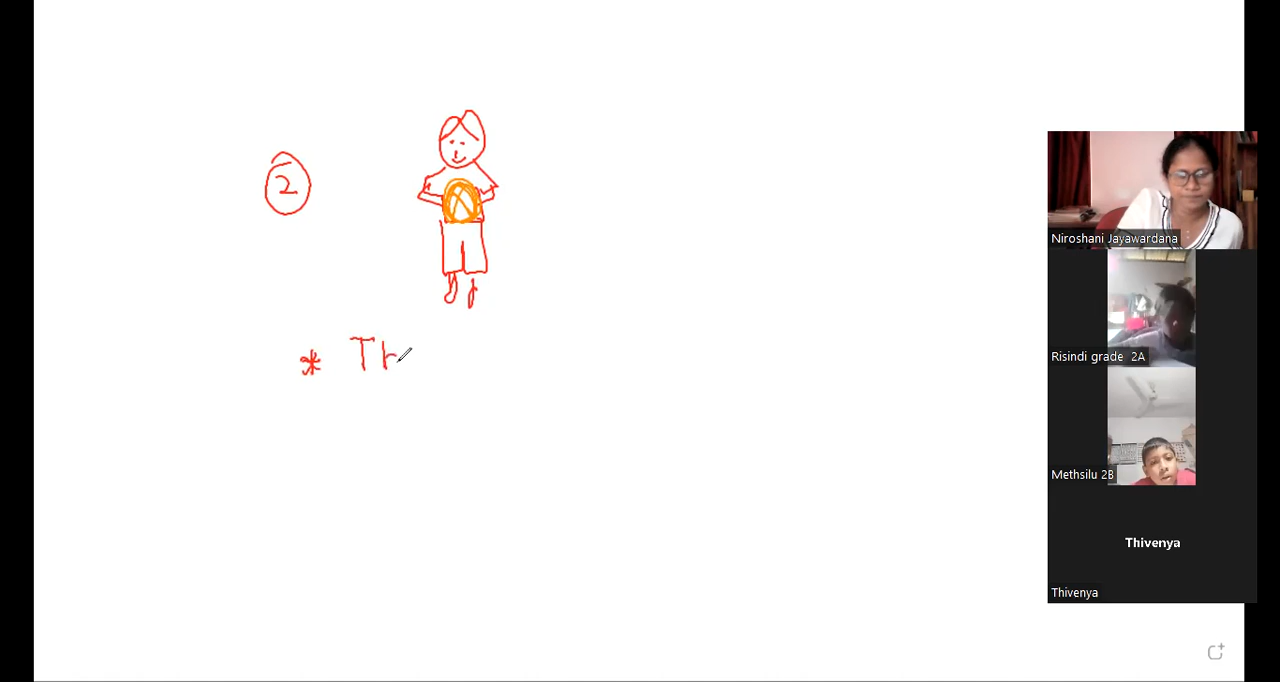 2
* Th
Niroshani Jayawardana
Risindi grade 2A
Methsilu 2B
Thivenya
Thivenya